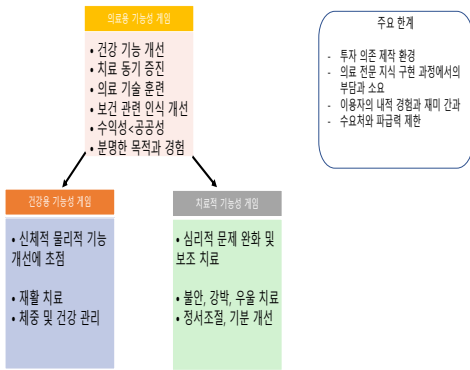 의료용 기능성 게임
• 건강 기능 개선
• 치료 동기 증진
• 의료 기술 훈련
• 보건 관련 인식 개선
• 수익성<공공성
• 분명한 목적과 경험
주요 한계
- 투자 의존 제작 환경
- 의료 전문 지식 구현 과정에서의
부담과 소요
- 이용자의 내적 경험과 재미 간과
- 수요처와 파급력 제한
건강용 기능성 게임
• 신체적 물리적 기능
개선에 초점
• 재활 치료
• 체중 및 건강 관리
치료적 기능성 게임
• 심리적 문제 완화 및
보조 치료
• 불안, 강박, 우울 치료
• 정서조절, 기분 개선